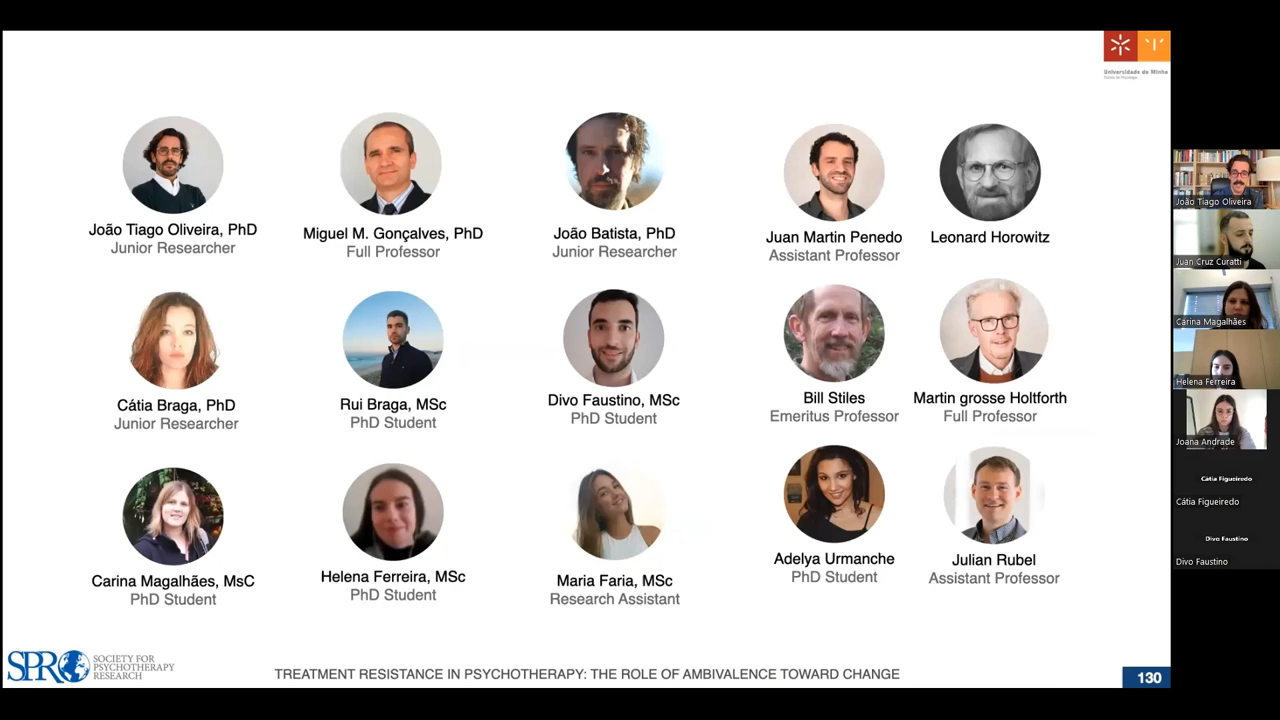 Universidade do Minho
João Tiago Oliveira, PhD
Junior Researcher
Miguel M. Gonçalves, PhD
Full Professor
João Batista, PhD
Junior Researcher
Juan Martin Penedo
Assistant Professor
Leonard Horowitz
Cátia Braga, PhD
Junior Researcher
Rui Braga, MSc
PhD Student
Divo Faustino, MSc
PhD Student
Bill Stiles
Emeritus Professor
Martin grosse Holtforth
Full Professor
Carina Magalhães, MsC
PhD Student
Helena Ferreira, MSc
PhD Student
Maria Faria, MSc
Research Assistant
Adelya Urmanche
PhD Student
Julian Rubel
Assistant Professor
SPR
SOCIETY FOR
PSYCHOTHERAPY
RESEARCH
TREATMENT RESISTANCE IN PSYCHOTHERAPY: THE ROLE OF AMBIVALENCE TOWARD CHANGE
130
João Tiago Oliveira
Juan Cruz Curatti
Carina Magalhães
Helena Ferreira
Joana Andrade
Cátia Figueiredo
Cátia Figueiredo
Divo Faustino
Divo Faustino